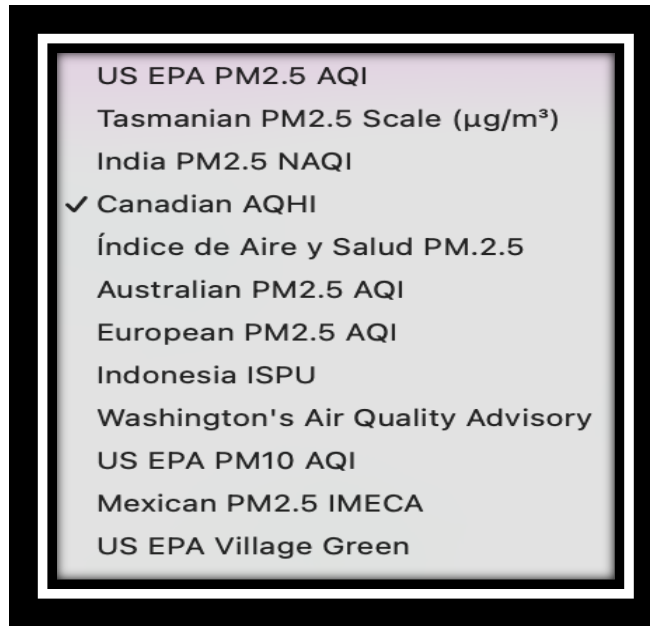 US EPA PM2.5 AQI
Tasmanian PM2.5 Scale (µg/m³)
India PM2.5 NAQI
✓ Canadian AQHI
Índice de Aire y Salud PM.2.5
Australian PM2.5 AQI
European PM2.5 AQI
Indonesia ISPU
Washington's Air Quality Advisory
US EPA PM10 AQI
Mexican PM2.5 IMECA
US EPA Village Green